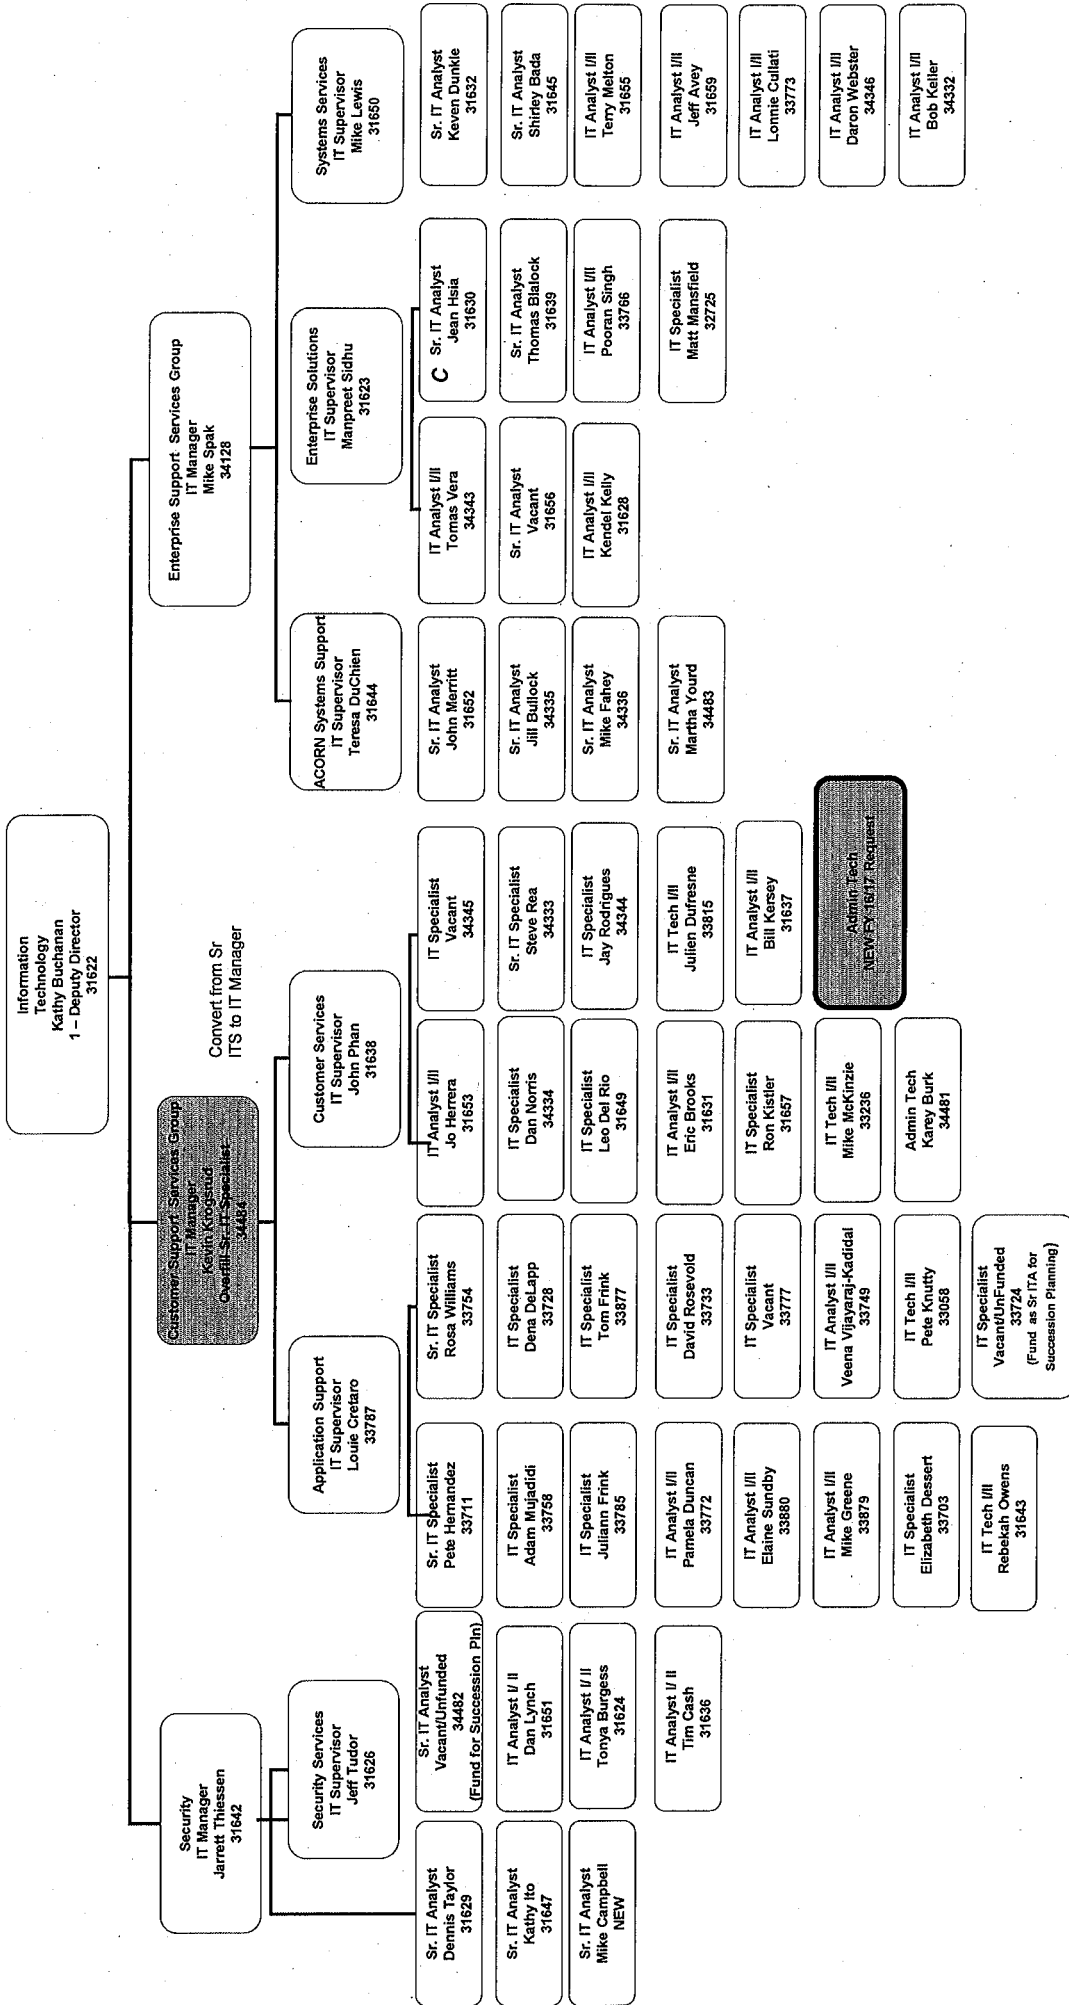 Information
Technology
Kathy Buchanan
1 – Deputy Director
31622
Security
IT Manager
Jarrett Thiessen
31642
Customer Support Services Group
IT Manager
Kevin Krogstud
Overfill Sr. IT Specialist
34484
Convert from Sr
ITS to IT Manager
Enterprise Support Services Group
IT Manager
Mike Spak
34128
Security Services
IT Supervisor
Jeff Tudor
31626
Application Support
IT Supervisor
Louie Cretaro
33787
Customer Services
IT Supervisor
John Phan
31638
ACORN Systems Support
IT Supervisor
Teresa DuChien
31644
Enterprise Solutions
IT Supervisor
Manpreet Sidhu
31623
Systems Services
IT Supervisor
Mike Lewis
31650
Sr. IT Analyst
Dennis Taylor
31629
Sr. IT Analyst
Kathy Ito
31647
Sr. IT Analyst
Mike Campbell
NEW
Sr. IT Analyst
Vacant/Unfunded
34482
(Fund for Succession Pln)
IT Analyst I/ II
Dan Lynch
31651
IT Analyst I/ II
Tonya Burgess
31624
IT Analyst I/ II
Tim Cash
31636
Sr. IT Specialist
Pete Hernandez
33711
IT Specialist
Adam Mujadidi
33758
IT Specialist
Juliann Frink
33785
IT Analyst I/II
Pamela Duncan
33772
IT Analyst I/II
Elaine Sundby
33880
IT Analyst I/II
Mike Greene
33879
IT Specialist
Elizabeth Dessert
33703
IT Tech I/II
Rebekah Owens
31643
Sr. IT Specialist
Rosa Williams
33754
IT Specialist
Dena DeLapp
33728
IT Specialist
Tom Frink
33877
IT Specialist
David Rosevold
33733
IT Specialist
Vacant
33777
IT Analyst I/II
Veena Vijayaraj-Kadidal
33749
IT Tech I/II
Pete Knutty
33058
IT Specialist
Vacant/UnFunded
33724
(Fund as Sr ITA for
Succession Planning)
IT Analyst I/II
Jo Herrera
31653
IT Specialist
Dan Norris
34334
IT Specialist
Leo Del Rio
31649
IT Analyst I/II
Eric Brooks
31631
IT Specialist
Ron Kistler
31657
IT Tech I/II
Mike McKinzie
33236
Admin Tech
Karey Burk
34481
IT Specialist
Vacant
34345
Sr. IT Specialist
Steve Rea
34333
IT Specialist
Jay Rodrigues
34344
IT Tech I/II
Julien Dufresne
33815
IT Analyst I/II
Bill Kersey
31637
Admin Tech
NEW FY 16/17 Request
Sr. IT Analyst
John Merritt
31652
Sr. IT Analyst
Jill Bullock
34335
Sr. IT Analyst
Mike Fahey
34336
Sr. IT Analyst
Martha Yourd
34483
IT Analyst I/II
Tomas Vera
34343
Sr. IT Analyst
Vacant
31656
IT Analyst I/II
Kendel Kelly
31628
C Sr. IT Analyst
Jean Hsia
31630
Sr. IT Analyst
Thomas Blalock
31639
IT Analyst I/II
Pooran Singh
33766
IT Specialist
Matt Mansfield
32725
Sr. IT Analyst
Keven Dunkle
31632
Sr. IT Analyst
Shirley Bada
31645
IT Analyst I/II
Terry Melton
31655
IT Analyst I/II
Jeff Avey
31659
IT Analyst I/II
Lonnie Cullati
33773
IT Analyst I/II
Daron Webster
34346
IT Analyst I/II
Bob Keller
34332